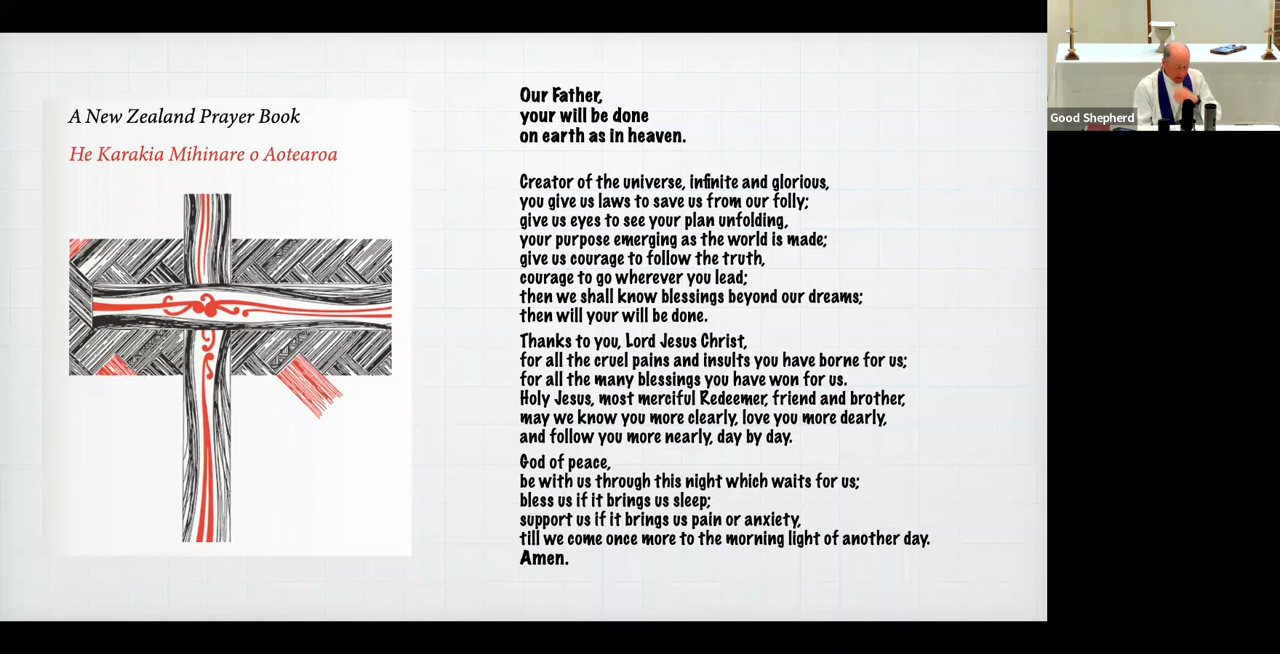 A New Zealand Prayer Book
He Karakia Mihinare o Aotearoa
Our Father,
your will be done
on earth as in heaven.
Creator of the universe, infinite and glorious,
you give us laws to save us from our folly;
give us eyes to see your plan unfolding,
your purpose emerging as the world is made;
give us courage to follow the truth,
courage to go wherever you lead;
then we shall know blessings beyond our dreams;
then will your will be done.
Thanks to you, Lord Jesus Christ,
for all the cruel pains and insults you have borne for us;
for all the many blessings you have won for us.
Holy Jesus, most merciful Redeemer, friend and brother,
may we know you more clearly, love you more dearly,
and follow you more nearly, day by day.
God of peace,
be with us through this night which waits for us;
bless us if it brings us sleep;
support us if it brings us pain or anxiety,
till we come once more to the morning light of another day.
Amen.
Good Shepherd